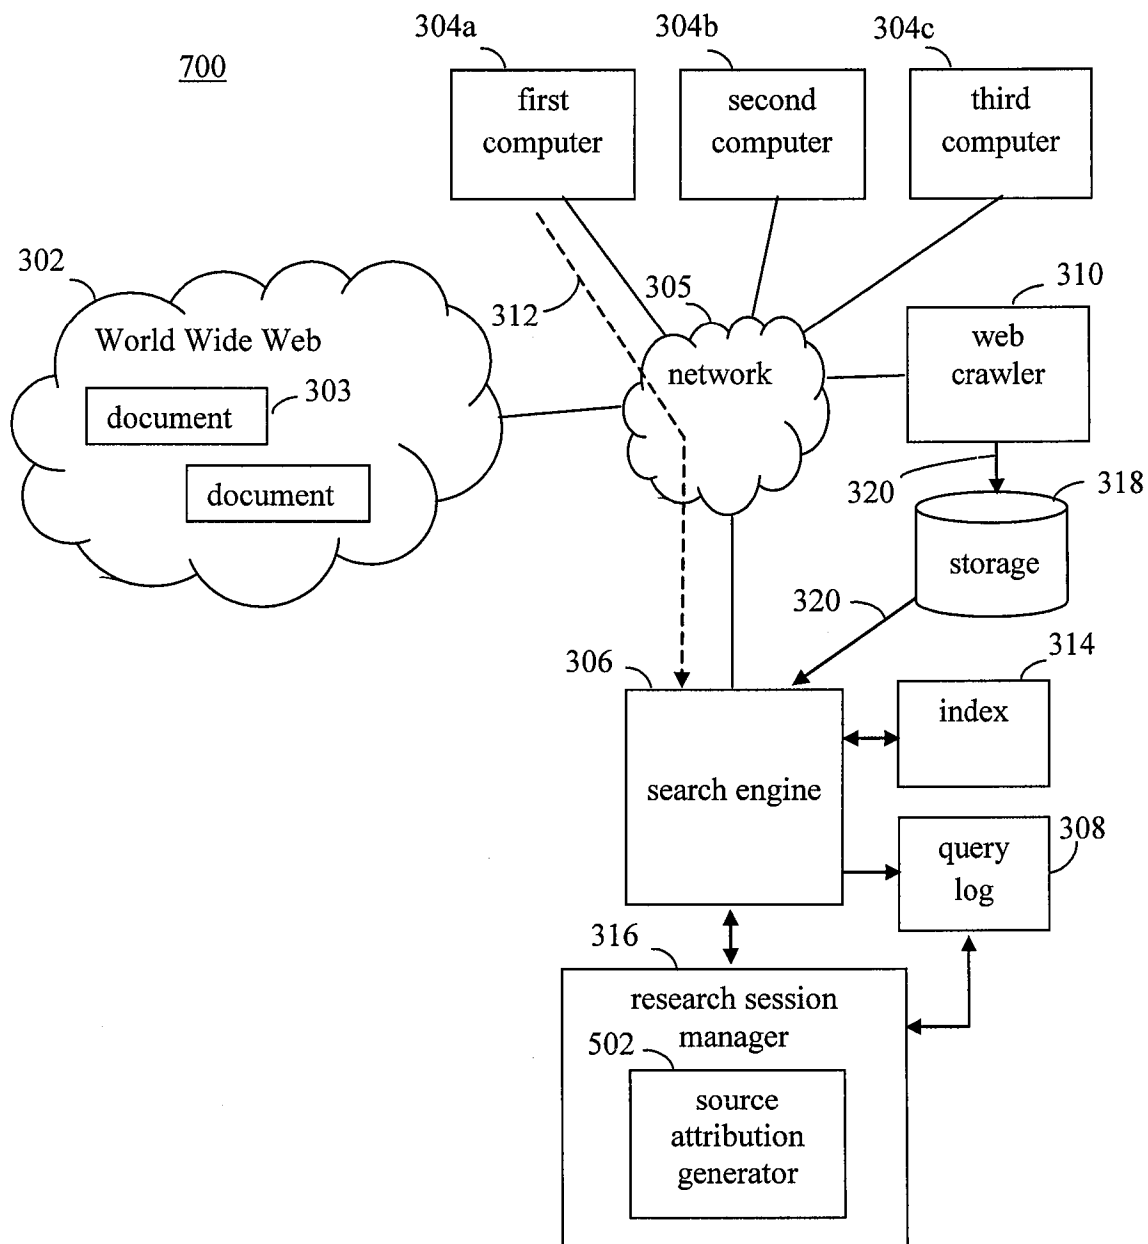 304a
304b
304c
700
first
computer
second
computer
third
computer
302
312
305
310
World Wide Web
document
303
document
network
web
crawler
320
318
storage
320
306
314
search engine
index
query
log
308
316
research session
manager
502
source
attribution
generator